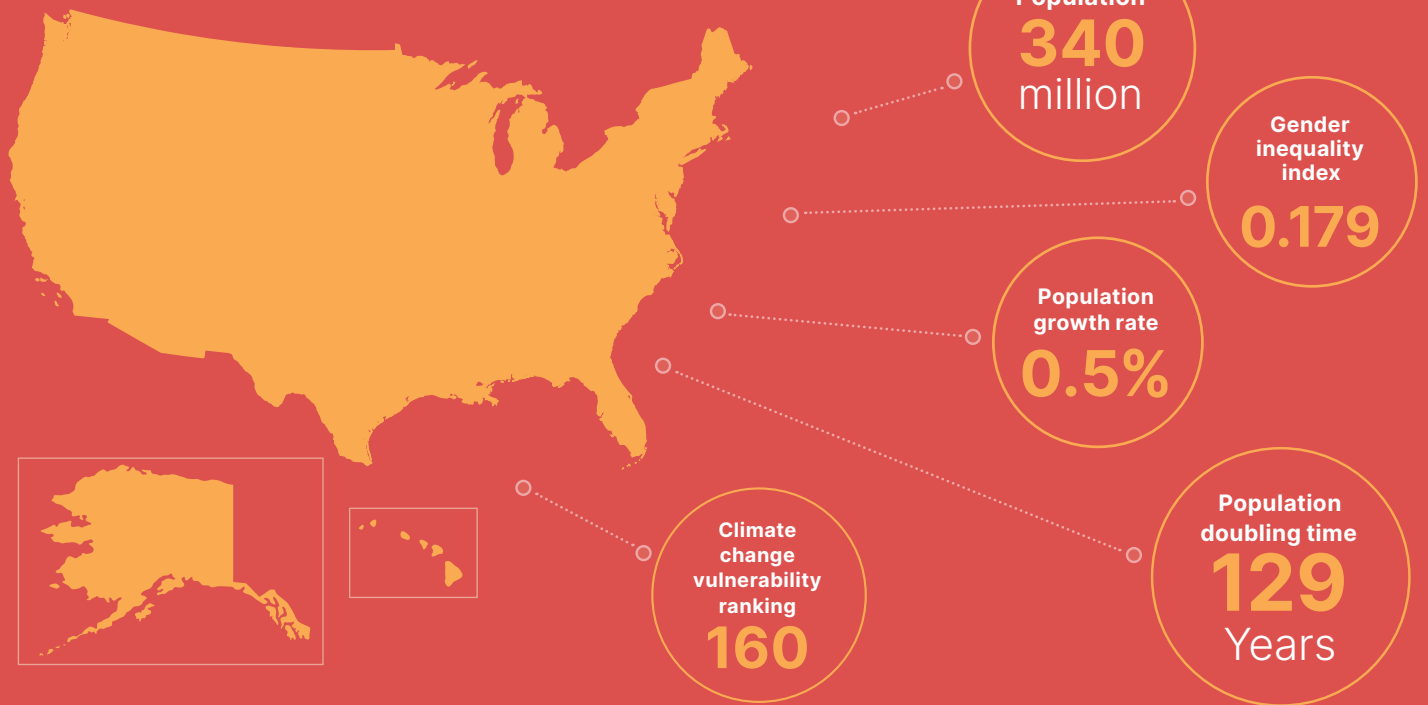 Population
340
million
Gender
inequality
index
0.179
Population
growth rate
0.5%
Population
doubling time
129
Years
Climate
change
vulnerability
ranking
160